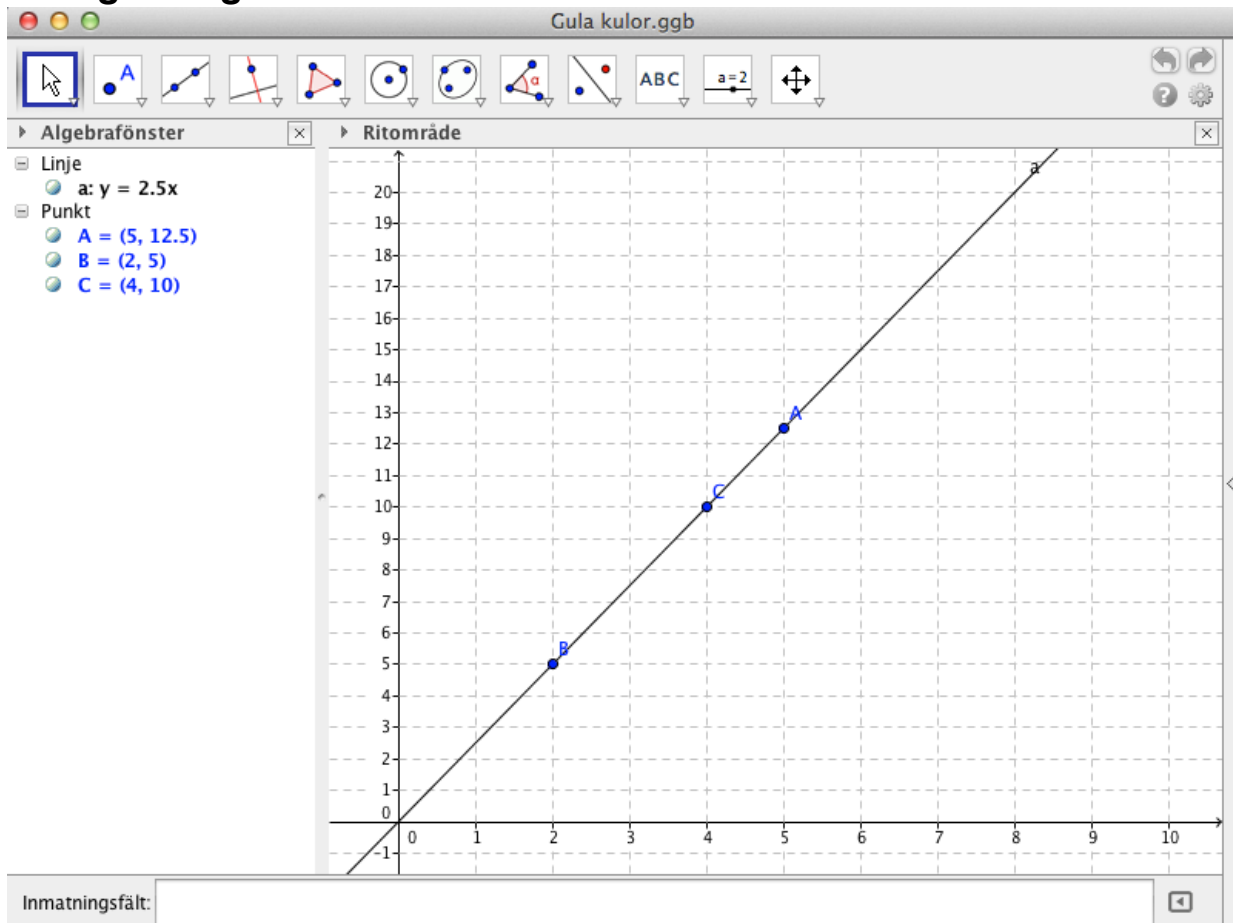 Gula kulor.ggb
A
α
ABC
a=2
Algebrafönster
Ritområde
Linje
a: y = 2.5x
Punkt
A = (5, 12.5)
B = (2, 5)
C = (4, 10)
a
20
19
18
17
16
15
14
13
A
12
11
C
10
9
8
7
6
B
5
4
3
2
1
0
0 1 2 3 4 5 6 7 8 9 10
-1
Inmatningsfält: